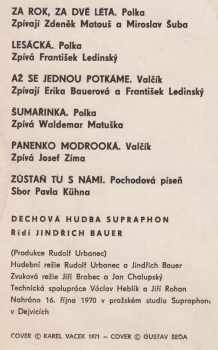 ZA ROK, ZA DVĚ LÉTA. Polka
Zpívají Zdeněk Matouš a Miroslav Šuba
LESÁCKÁ. Polka
Zpívá František Ledinský
AŽ SE JEDNOU POTKÁME. Valčík
Zpívají Erika Bauerová a František Ledinský
ŠUMAŘINKA. Polka
Zpívá Waldemar Matuška
PANENKO MODROOKÁ. Valčík
Zpívá Josef Zíma
ZŮSTAŇ TU S NÁMI. Pochodová píseň
Sbor Pavla Kühna
DECHOVÁ HUDBA SUPRAPHON
Řídí JINDŘICH BAUER
(Produkce Rudolf Urbanec)
Hudební režie Rudolf Urbanec a Jindřich Bauer
Zvuková režie Jiří Brabec a Jan Chalupský
Technická spolupráce Václav Heblík a Jiří Rohan
Nahráno 16. října 1970 v pražském studiu Supraphonu
v Dejvicích
COVER © KAREL VACEK 1971 – COVER © GUSTAV ŠEĎA